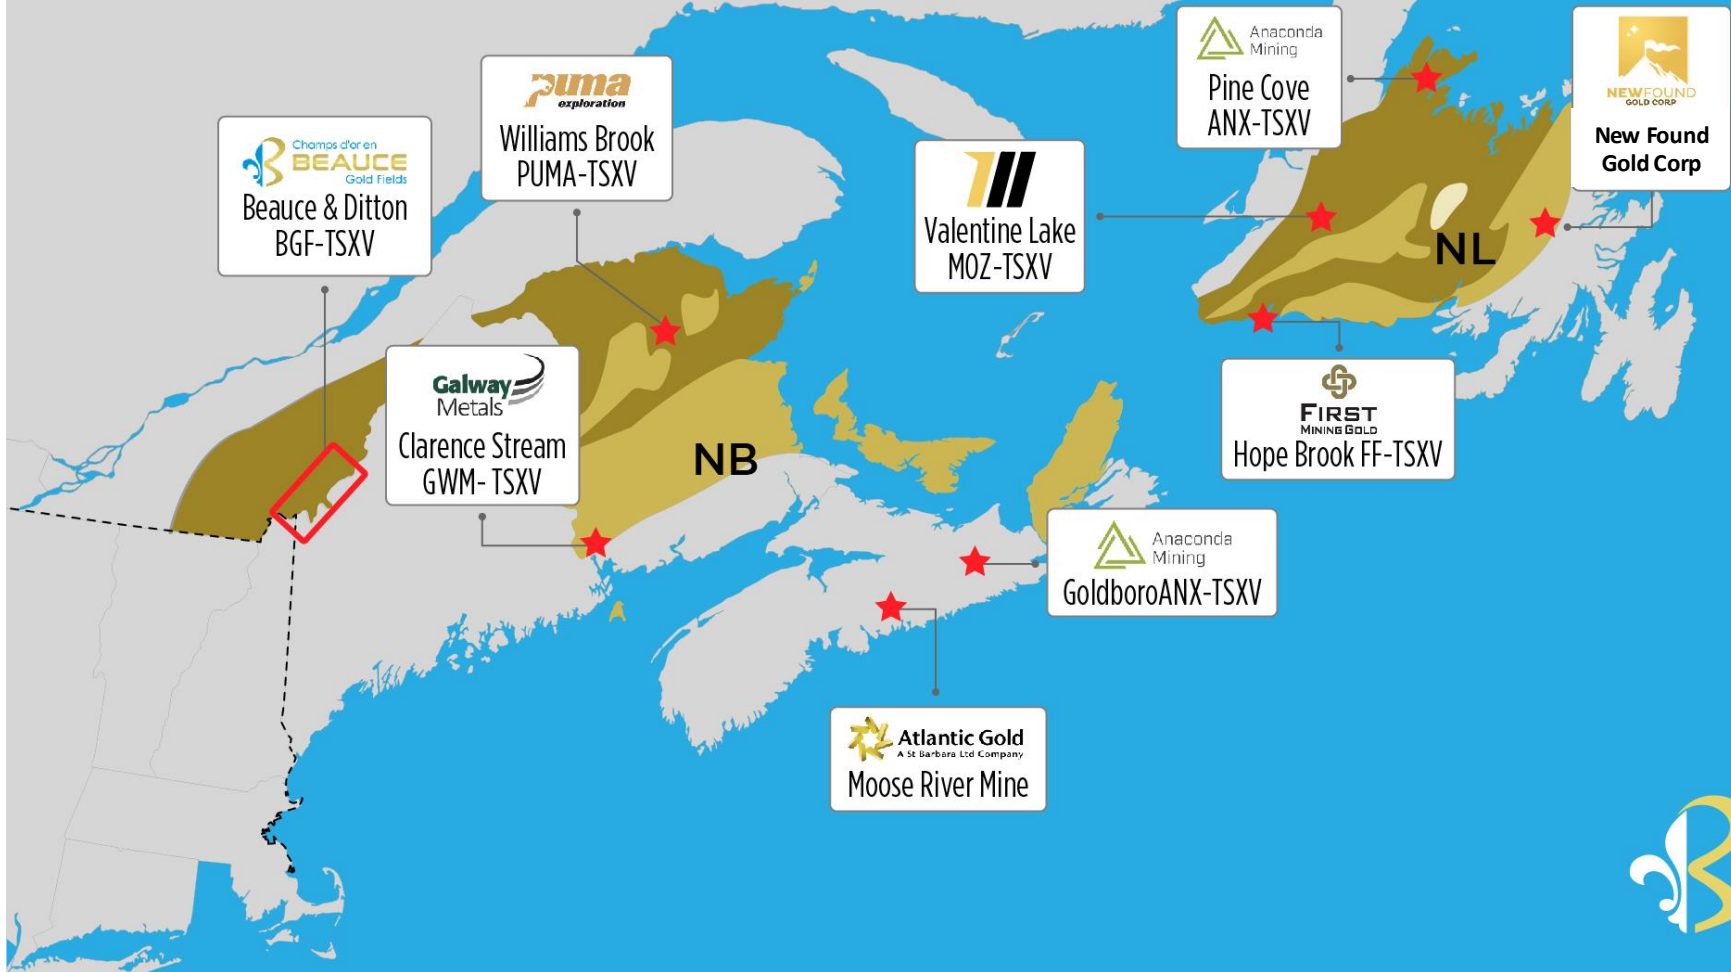 Champs d'or en
BEAUCE
Gold Fields
Beauce & Ditton
BGF-TSXV
puma
exploration
Williams Brook
PUMA-TSXV
Anaconda
Mining
Pine Cove
ANX-TSXV
NEWFOUND
GOLD CORP
New Found
Gold Corp
Valentine Lake
MOZ-TSXV
NL
Galway
Metals
Clarence Stream
GWM- TSXV
NB
FIRST
MINING GOLD
Hope Brook FF-TSXV
Anaconda
Mining
GoldboroANX-TSXV
Atlantic Gold
A St Barbara Ltd Company
Moose River Mine